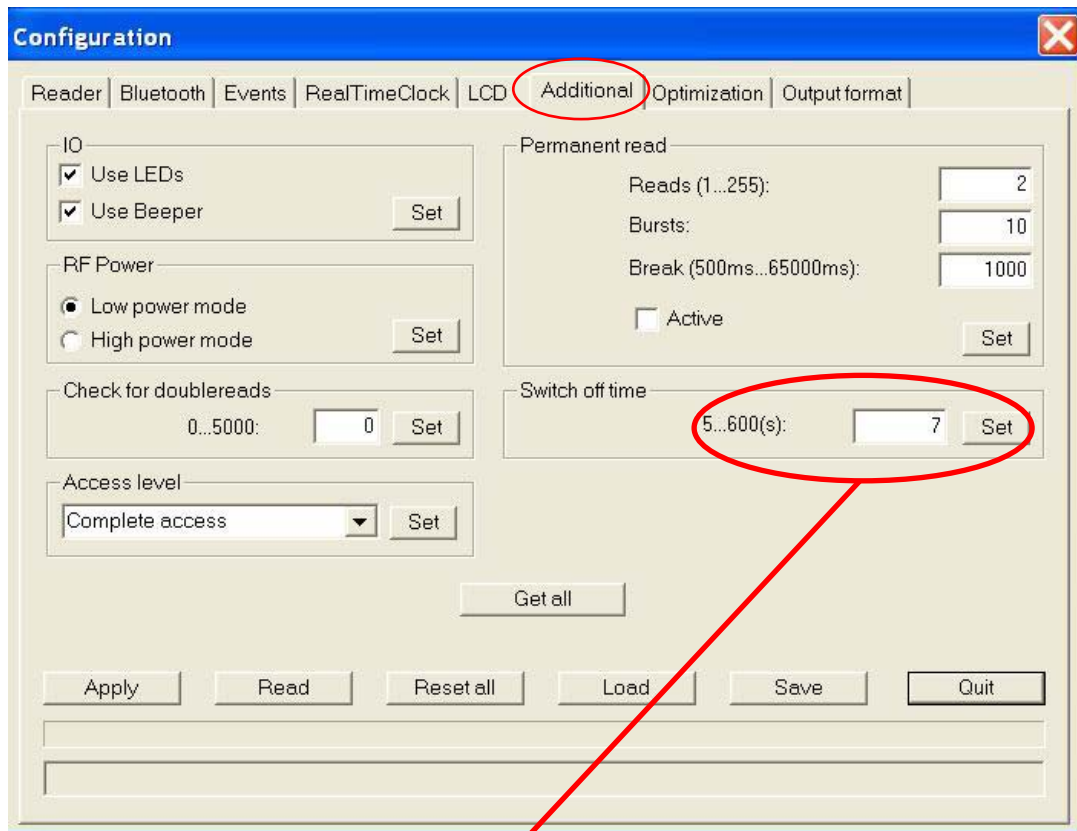 Configuration
Reader Bluetooth Events RealTimeClock LCD Additional Optimization Output format
IO
Use LEDs
Use Beeper
Set
RF Power
Low power mode
High power mode
Set
Check for doublereads
0...5000: 0 Set
Access level
Complete access Set
Permanent read
Reads (1...255): 2
Bursts: 10
Break (500ms...65000ms): 1000
Active
Set
Switch off time
5...600(s): 7 Set
Get all
Apply Read Reset all Load Save Quit